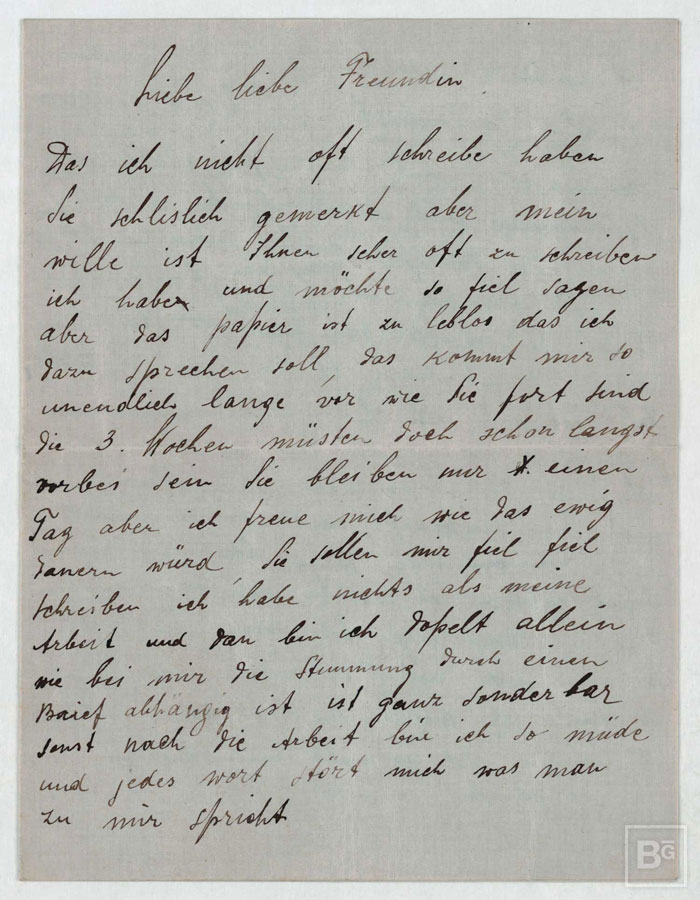 Liebe liebe Freundin
Das ich nicht oft schreibe haben
Sie schlislich gemerkt aber mein
wille ist Ihnen seher oft zu schreiben
ich habe und möchte so fiel sagen
aber das papier ist zu leblos das ich
dazu sprechen soll, das kommt mir so
unendlich lange vor wie Sie fort sind
die 3. Wochen müsten doch schon langst
vorbei sein Sie bleiben nur einen
Tag aber ich freue mich wie das ewig
dauern würd, Sie sollen mir fiel fiel
schreiben ich habe nichts als meine
Arbeit und dan bin ich dopelt allein
wie bei mir die Stimmung durch einen
Brief abhängig ist ist ganz sonderbar
sonst nach die Arbeit bin ich so müde
und jedes wort stört mich was man
zu mir spricht
BG